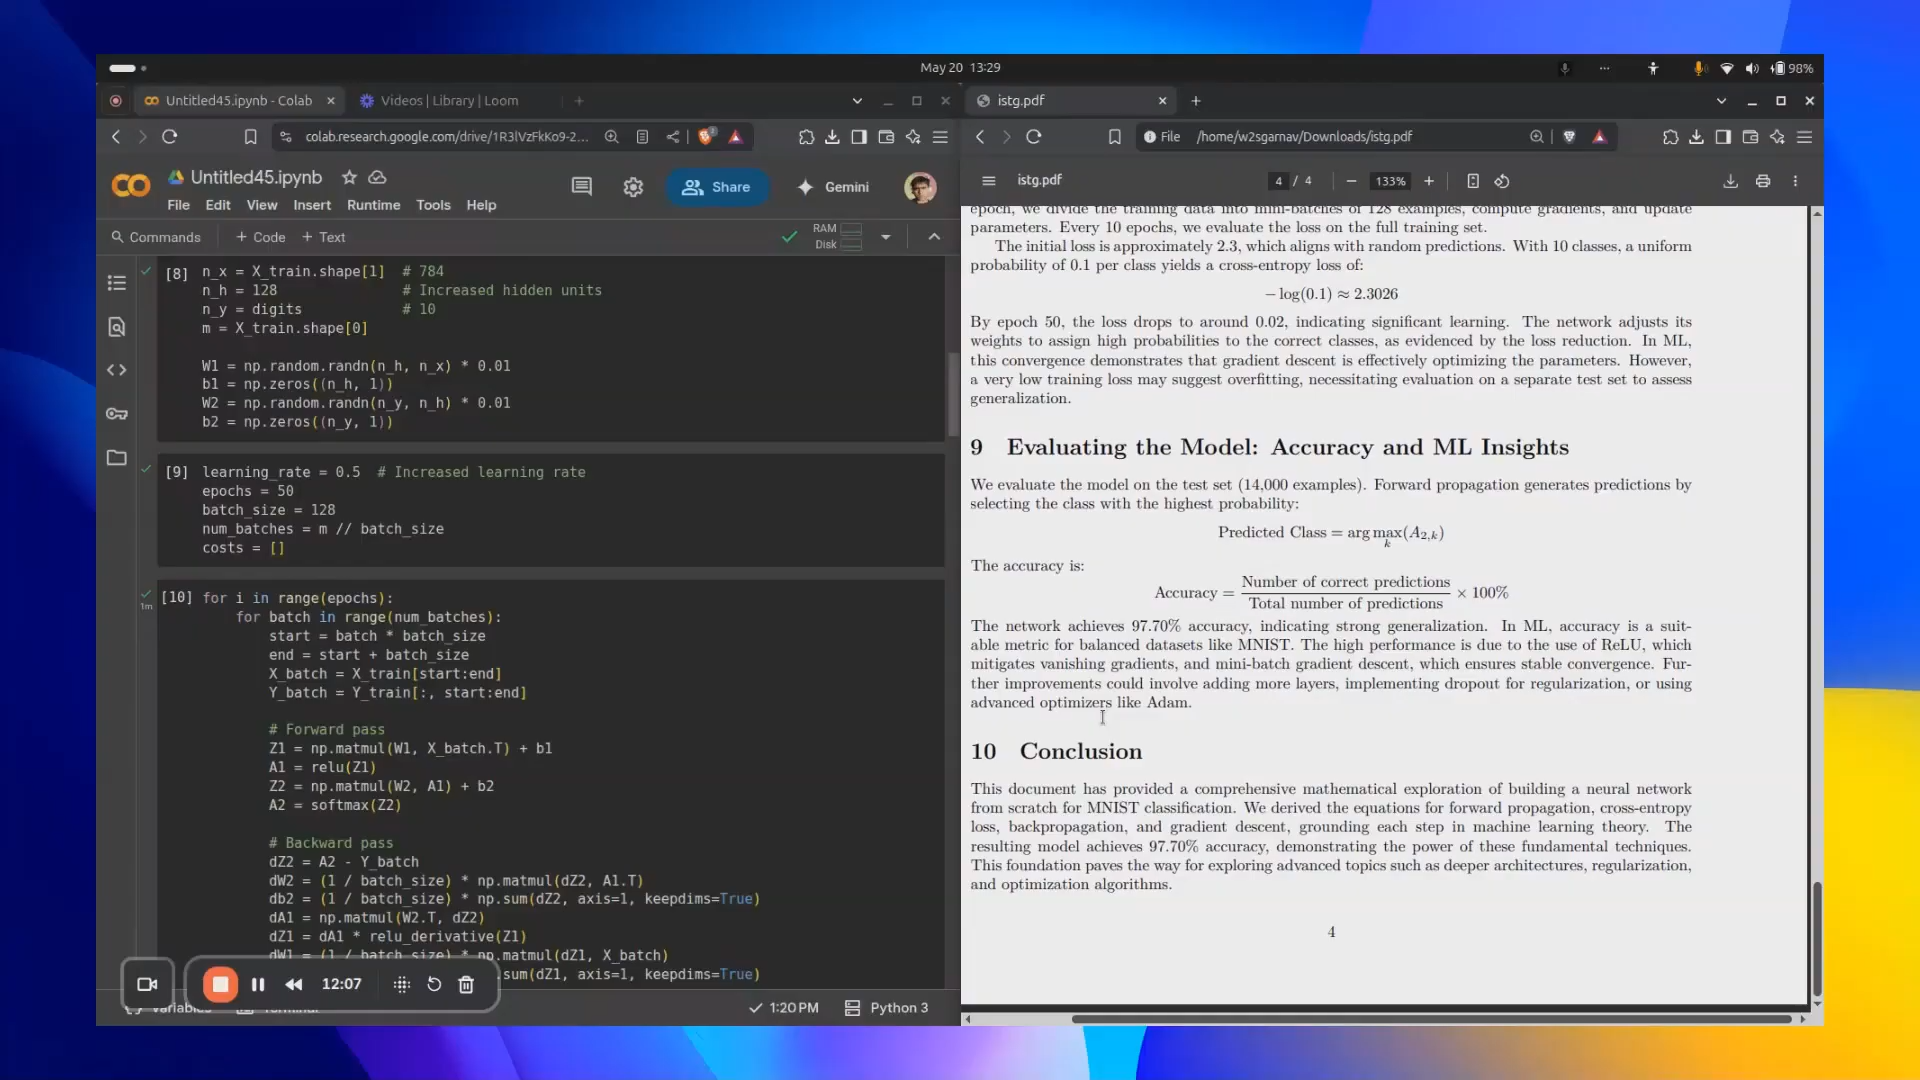 May 20 13:29
98%
Untitled45.ipynb - Colab
Videos | Library | Loom
colab.research.google.com/drive/1R3lVzFkKo9-2...
CO
Untitled45.ipynb
Share
Gemini
File Edit View Insert Runtime Tools Help
Commands
+ Code + Text
RAM
Disk
[8] n_x = X_train.shape[1] # 784
n_h = 128 # Increased hidden units
n_y = digits # 10
m = X_train.shape[0]
W1 = np.random.randn(n_h, n_x) * 0.01
b1 = np.zeros((n_h, 1))
W2 = np.random.randn(n_y, n_h) * 0.01
b2 = np.zeros((n_y, 1))
[9] learning_rate = 0.5 # Increased learning rate
epochs = 50
batch_size = 128
num_batches = m // batch_size
costs = []
1m
[10] for i in range(epochs):
for batch in range(num_batches):
start = batch * batch_size
end = start + batch_size
X_batch = X_train[start:end]
Y_batch = Y_train[:, start:end]
# Forward pass
Z1 = np.matmul(W1, X_batch.T) + b1
A1 = relu(Z1)
Z2 = np.matmul(W2, A1) + b2
A2 = softmax(Z2)
# Backward pass
dZ2 = A2 - Y_batch
dW2 = (1 / batch_size) * np.matmul(dZ2, A1.T)
db2 = (1 / batch_size) * np.sum(dZ2, axis=1, keepdims=True)
dA1 = np.matmul(W2.T, dZ2)
dZ1 = dA1 * relu_derivative(Z1)
dW1 = (1 / batch_size) * np.matmul(dZ1, X_batch)
.sum(dZ1, axis=1, keepdims=True)
12:07
Variables
Terminal
1:20 PM
Python 3
istg.pdf
File /home/w2sgarnav/Downloads/istg.pdf
istg.pdf
4 / 4
133%
epoch, we divide the training data into mini-batches of 128 examples, compute gradients, and update
parameters. Every 10 epochs, we evaluate the loss on the full training set.
The initial loss is approximately 2.3, which aligns with random predictions. With 10 classes, a uniform
probability of 0.1 per class yields a cross-entropy loss of:
− log(0.1) ≈ 2.3026
By epoch 50, the loss drops to around 0.02, indicating significant learning. The network adjusts its
weights to assign high probabilities to the correct classes, as evidenced by the loss reduction. In ML,
this convergence demonstrates that gradient descent is effectively optimizing the parameters. However,
a very low training loss may suggest overfitting, necessitating evaluation on a separate test set to assess
generalization.
9 Evaluating the Model: Accuracy and ML Insights
We evaluate the model on the test set (14,000 examples). Forward propagation generates predictions by
selecting the class with the highest probability:
Predicted Class = arg max(A2,k)
k
The accuracy is:
Accuracy = Number of correct predictions / Total number of predictions × 100%
The network achieves 97.70% accuracy, indicating strong generalization. In ML, accuracy is a suit-
able metric for balanced datasets like MNIST. The high performance is due to the use of ReLU, which
mitigates vanishing gradients, and mini-batch gradient descent, which ensures stable convergence. Fur-
ther improvements could involve adding more layers, implementing dropout for regularization, or using
advanced optimizers like Adam.
10 Conclusion
This document has provided a comprehensive mathematical exploration of building a neural network
from scratch for MNIST classification. We derived the equations for forward propagation, cross-entropy
loss, backpropagation, and gradient descent, grounding each step in machine learning theory. The
resulting model achieves 97.70% accuracy, demonstrating the power of these fundamental techniques.
This foundation paves the way for exploring advanced topics such as deeper architectures, regularization,
and optimization algorithms.
4